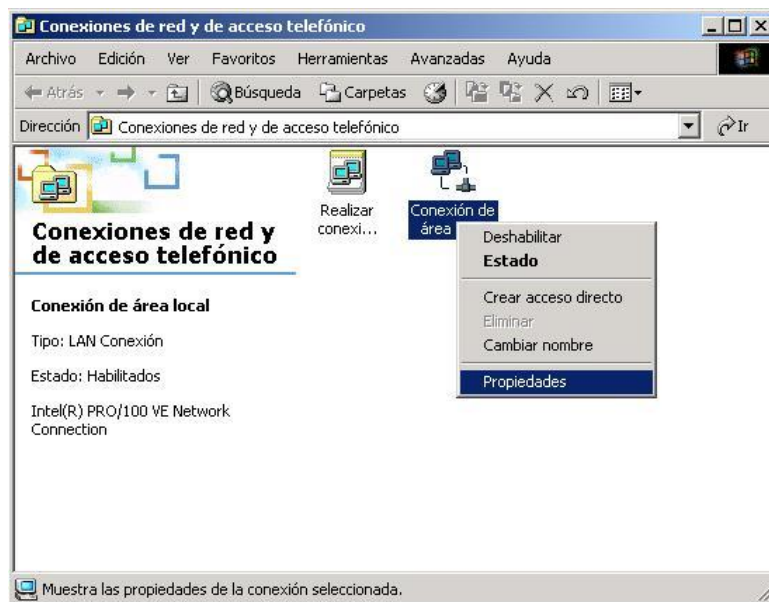 Conexiones de red y de acceso telefónico
Archivo Edición Ver Favoritos Herramientas Avanzadas Ayuda
Atrás Búsqueda Carpetas
Dirección Conexiones de red y de acceso telefónico Ir
Conexiones de red y
de acceso telefónico
Conexión de área local
Tipo: LAN Conexión
Estado: Habilitados
Intel(R) PRO/100 VE Network
Connection
Realizar
conexi...
Conexión de
área
Deshabilitar
Estado
Crear acceso directo
Eliminar
Cambiar nombre
Propiedades
Muestra las propiedades de la conexión seleccionada.